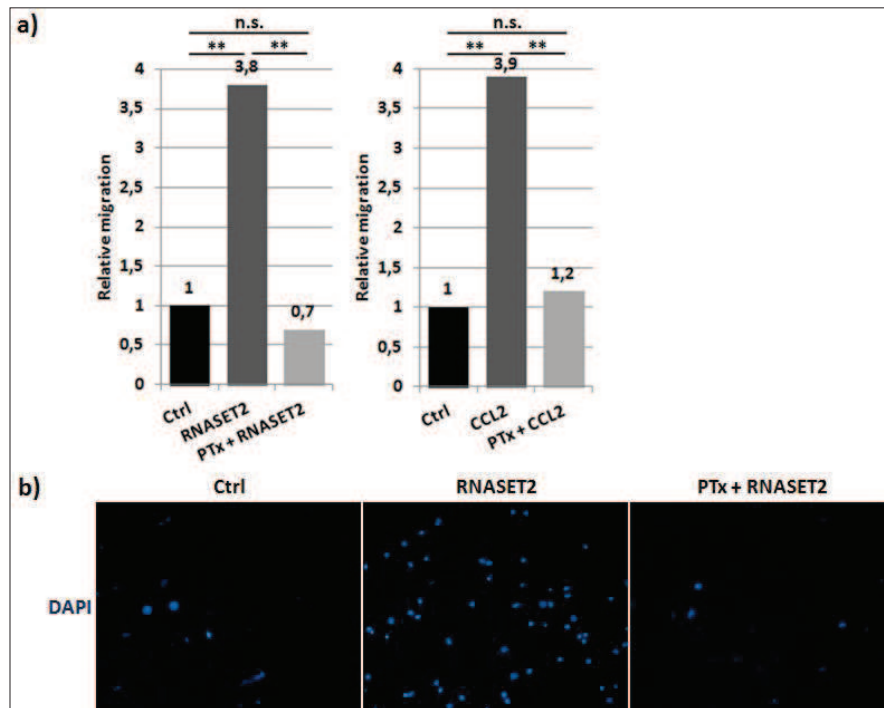 a)
n.s.
** **
3,8
4
3,5
3
2,5
2
1,5
1
0,5
0
Relative migration
1
0,7
Ctrl
RNASET2
PTx + RNASET2
n.s.
** **
3,9
4
3,5
3
2,5
2
1,5
1
0,5
0
Relative migration
1
1,2
Ctrl
CCL2
PTx + CCL2
b)
Ctrl
RNASET2
PTx + RNASET2
DAPI